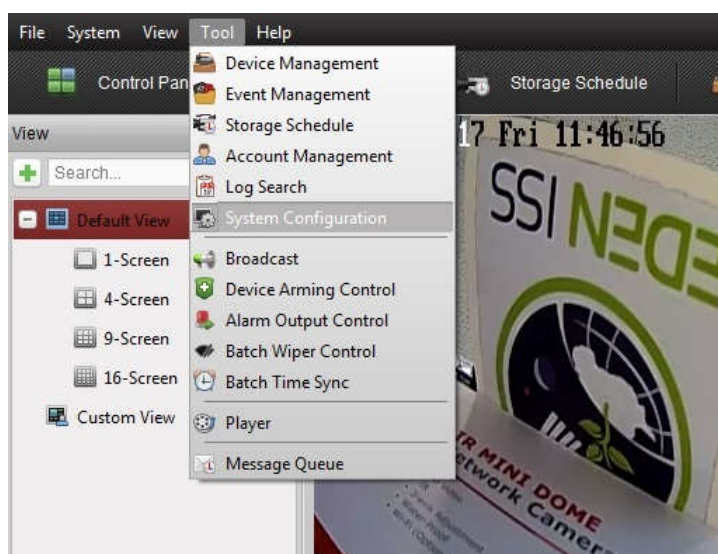 File System View Tool Help
Control Pan
Storage Schedule
View
Search...
Default View
1-Screen
4-Screen
9-Screen
16-Screen
Custom View
Device Management
Event Management
Storage Schedule
Account Management
Log Search
System Configuration
Broadcast
Device Arming Control
Alarm Output Control
Batch Wiper Control
Batch Time Sync
Player
Message Queue
17 Fri 11:46:56
SSI NEDE
IR MINI DOME
Network Camera